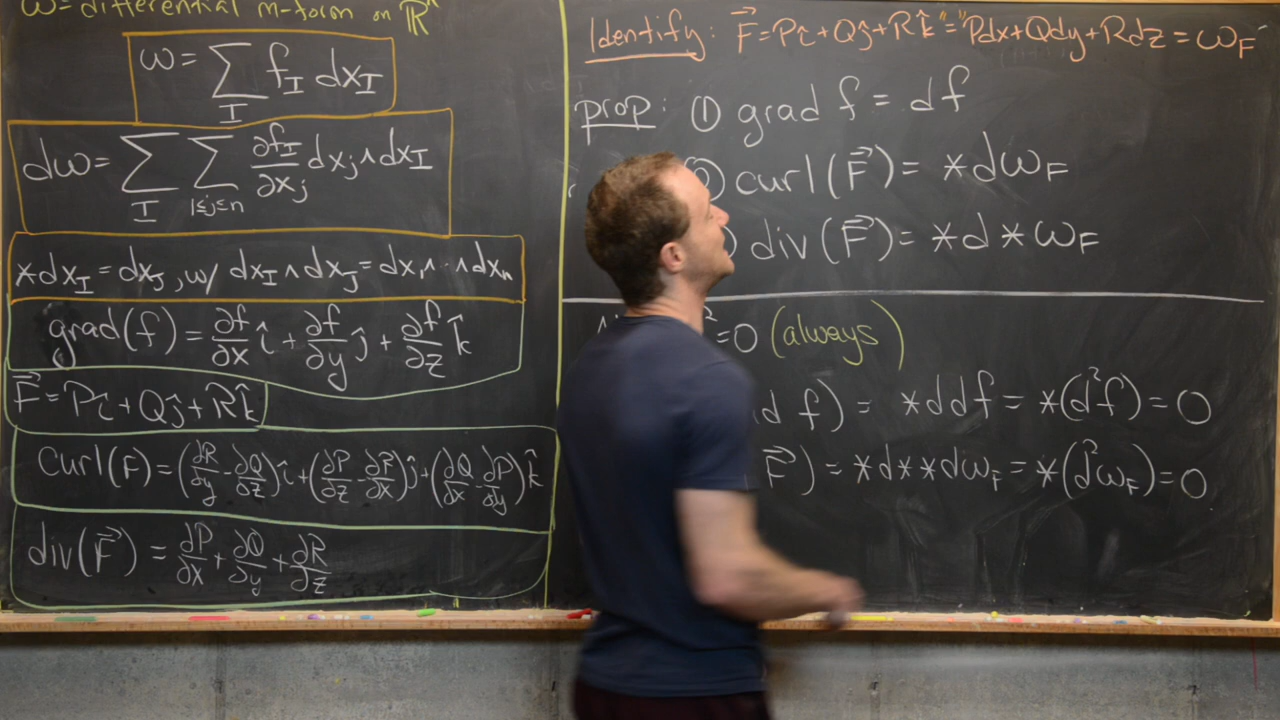 ω = differential m-form on ℝⁿ
ω = ∑_I f_I dx_I
dω = ∑_I ∑_{1≤j≤n} ∂f_I/∂x_j dx_j ∧ dx_I
*dx_I = dx_J, w/ dx_I ∧ dx_J = dx₁ ∧ ·· ∧ dx_n
grad(f) = ∂f/∂x î + ∂f/∂y ĵ + ∂f/∂z k̂
F⃗ = Pî + Qĵ + Rk̂
Curl(F) = (∂R/∂y - ∂Q/∂z)î + (∂P/∂z - ∂R/∂x)ĵ + (∂Q/∂x - ∂P/∂y)k̂
div(F⃗) = ∂P/∂x + ∂Q/∂y + ∂R/∂z
Identify: F⃗ = Pî + Qĵ + Rk̂ "=" Pdx + Qdy + Rdz = ω_F
prop: ① grad f = df
curl(F⃗) = *dω_F
div(F⃗) = *d*ω_F
² = 0 (always)
d f) = *ddf = *(d²f) = 0
F⃗) = *d**dω_F = *(d²ω_F) = 0